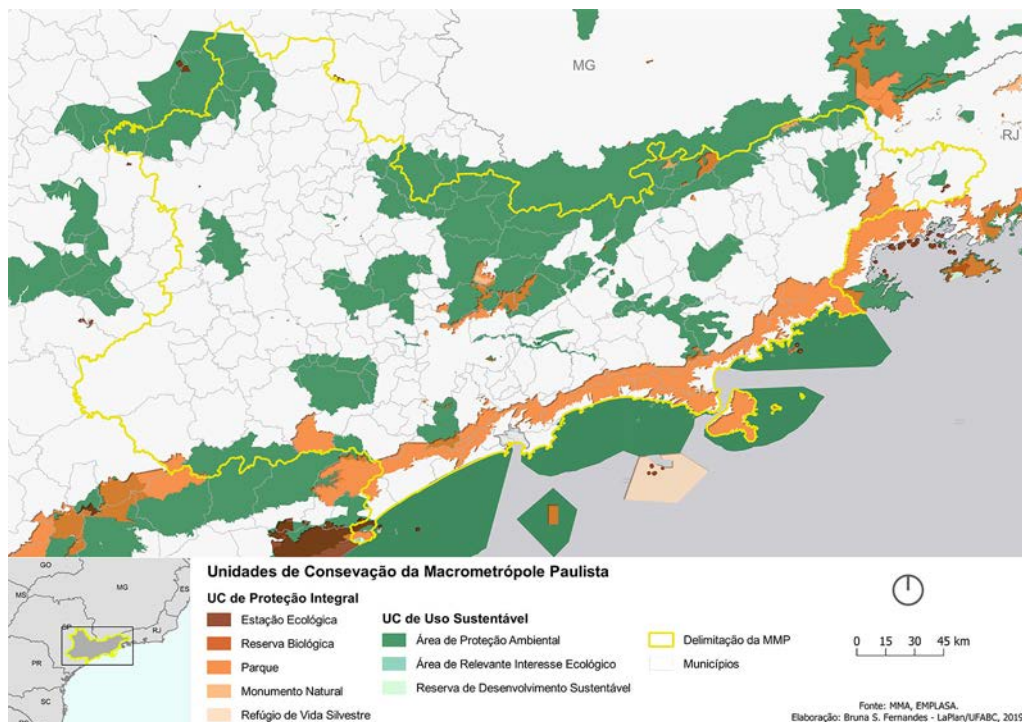 MG
RJ
GO
MS
MG
ES
SP
RJ
PR
SC
Unidades de Consevação da Macrometrópole Paulista
UC de Proteção Integral
Estação Ecológica
Reserva Biológica
Parque
Monumento Natural
Refúgio de Vida Silvestre
UC de Uso Sustentável
Área de Proteção Ambiental
Área de Relevante Interesse Ecológico
Reserva de Desenvolvimento Sustentável
Delimitação da MMP
Municípios
0 15 30 45 km
Fonte: MMA, EMPLASA.
Elaboração: Bruna S. Fernandes - LaPlan/UFABC, 2019